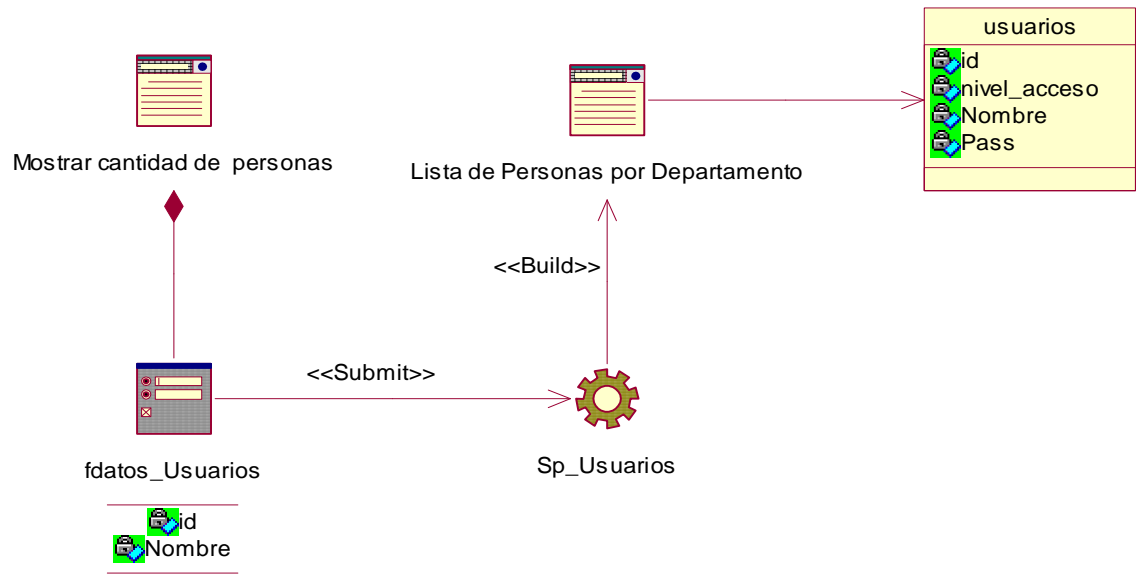 Mostrar cantidad de personas
Lista de Personas por Departamento
usuarios
id
nivel_acceso
Nombre
Pass
<<Build>>
<<Submit>>
fdatos_Usuarios
id
Nombre
Sp_Usuarios